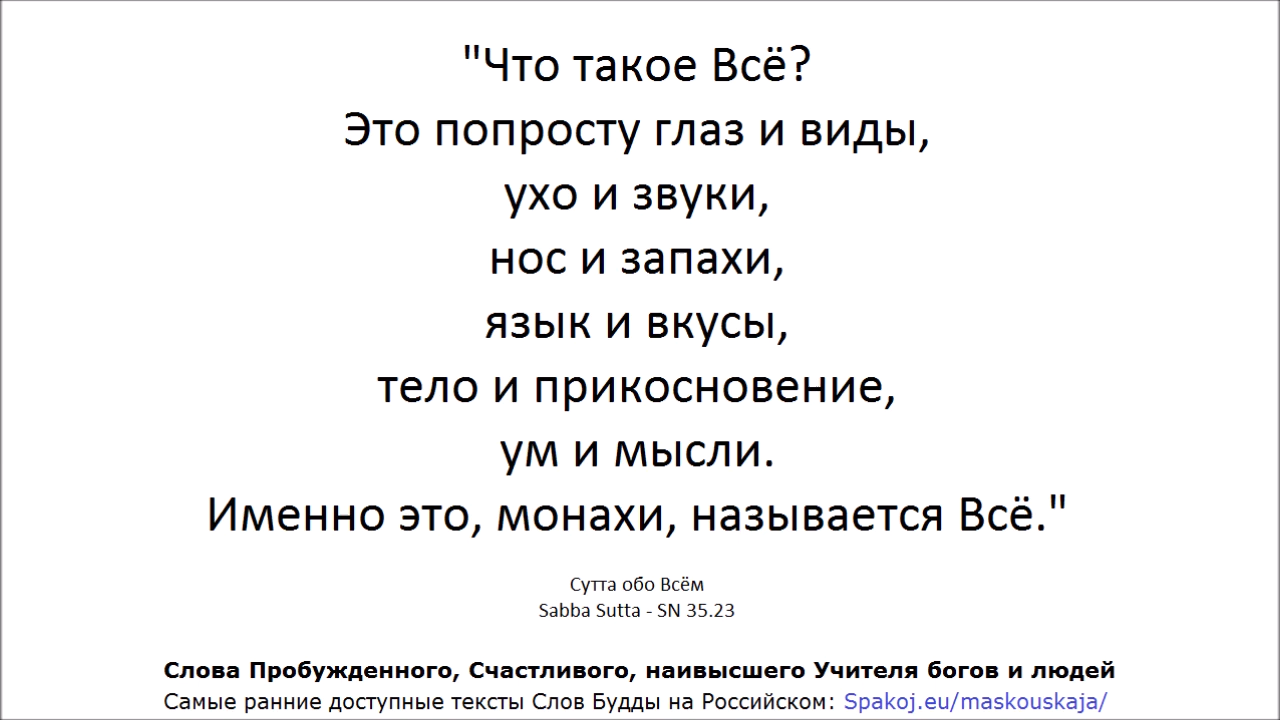 "Что такое Всё?
Это попросту глаз и виды,
ухо и звуки,
нос и запахи,
язык и вкусы,
тело и прикосновение,
ум и мысли.
Именно это, монахи, называется Всё."
Сутта обо Всём
Sabba Sutta - SN 35.23
Слова Пробужденного, Счастливого, наивысшего Учителя богов и людей
Самые ранние доступные тексты Слов Будды на Российском: Spakoj.eu/maskouskaja/